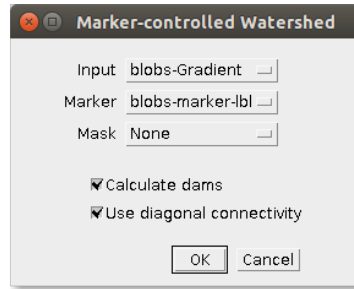 Marker-controlled Watershed
Input blobs-Gradient
Marker blobs-marker-lbl
Mask None
Calculate dams
Use diagonal connectivity
OK Cancel